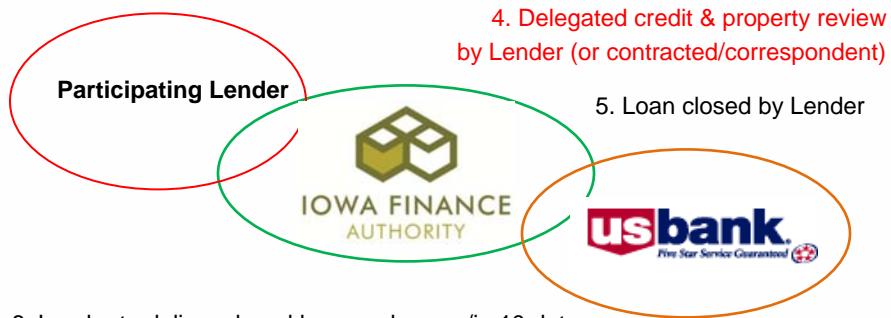 4. Delegated credit & property review
by Lender (or contracted/correspondent)
Participating Lender
5. Loan closed by Lender
IOWA FINANCE
AUTHORITY
usbank.
Five Star Service Guaranteed